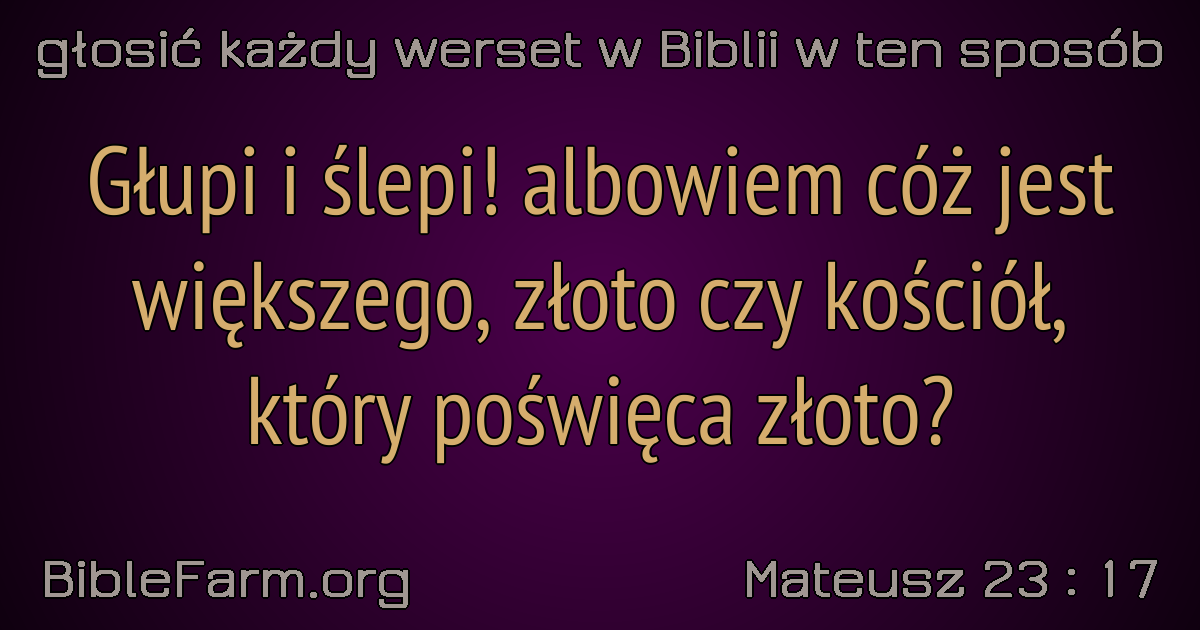 głosić każdy werset w Biblii w ten sposób
Głupi i ślepi! albowiem cóż jest
większego, złoto czy kościół,
który poświęca złoto?
BibleFarm.org
Mateusz 23 : 17